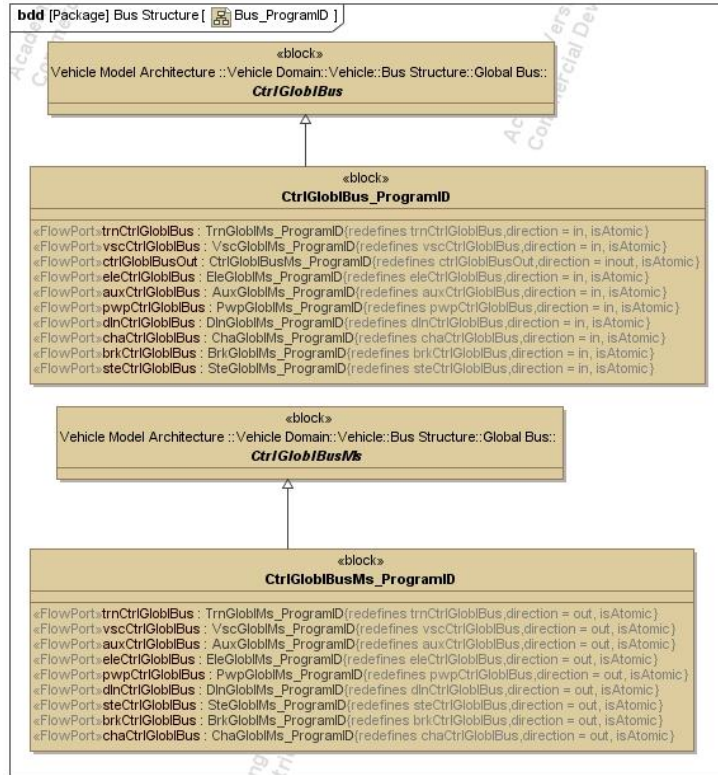 bdd [Package] Bus Structure [ Bus_ProgramID ]
«block»
Vehicle Model Architecture ::Vehicle Domain::Vehicle::Bus Structure::Global Bus::
CtrlGloblBus
«block»
CtrlGloblBus_ProgramID
«FlowPort»trnCtrlGloblBus : TrnGloblMs_ProgramID{redefines trnCtrlGloblBus,direction = in, isAtomic}
«FlowPort»vscCtrlGloblBus : VscGloblMs_ProgramID{redefines vscCtrlGloblBus,direction = in, isAtomic}
«FlowPort»ctrlGloblBusOut : CtrlGloblBusMs_ProgramID{redefines ctrlGloblBusOut,direction = inout, isAtomic}
«FlowPort»eleCtrlGloblBus : EleGloblMs_ProgramID{redefines eleCtrlGloblBus,direction = in, isAtomic}
«FlowPort»auxCtrlGloblBus : AuxGloblMs_ProgramID{redefines auxCtrlGloblBus,direction = in, isAtomic}
«FlowPort»pwpCtrlGloblBus : PwpGloblMs_ProgramID{redefines pwpCtrlGloblBus,direction = in, isAtomic}
«FlowPort»dlnCtrlGloblBus : DlnGloblMs_ProgramID{redefines dlnCtrlGloblBus,direction = in, isAtomic}
«FlowPort»chaCtrlGloblBus : ChaGloblMs_ProgramID{redefines chaCtrlGloblBus,direction = in, isAtomic}
«FlowPort»brkCtrlGloblBus : BrkGloblMs_ProgramID{redefines brkCtrlGloblBus,direction = in, isAtomic}
«FlowPort»steCtrlGloblBus : SteGloblMs_ProgramID{redefines steCtrlGloblBus,direction = in, isAtomic}
«block»
Vehicle Model Architecture ::Vehicle Domain::Vehicle::Bus Structure::Global Bus::
CtrlGloblBusMs
«block»
CtrlGloblBusMs_ProgramID
«FlowPort»trnCtrlGloblBus : TrnGloblMs_ProgramID{redefines trnCtrlGloblBus,direction = out, isAtomic}
«FlowPort»vscCtrlGloblBus : VscGloblMs_ProgramID{redefines vscCtrlGloblBus,direction = out, isAtomic}
«FlowPort»auxCtrlGloblBus : AuxGloblMs_ProgramID{redefines auxCtrlGloblBus,direction = out, isAtomic}
«FlowPort»eleCtrlGloblBus : EleGloblMs_ProgramID{redefines eleCtrlGloblBus,direction = out, isAtomic}
«FlowPort»pwpCtrlGloblBus : PwpGloblMs_ProgramID{redefines pwpCtrlGloblBus,direction = out, isAtomic}
«FlowPort»dlnCtrlGloblBus : DlnGloblMs_ProgramID{redefines dlnCtrlGloblBus,direction = out, isAtomic}
«FlowPort»steCtrlGloblBus : SteGloblMs_ProgramID{redefines steCtrlGloblBus,direction = out, isAtomic}
«FlowPort»brkCtrlGloblBus : BrkGloblMs_ProgramID{redefines brkCtrlGloblBus,direction = out, isAtomic}
«FlowPort»chaCtrlGloblBus : ChaGloblMs_ProgramID{redefines chaCtrlGloblBus,direction = out, isAtomic}